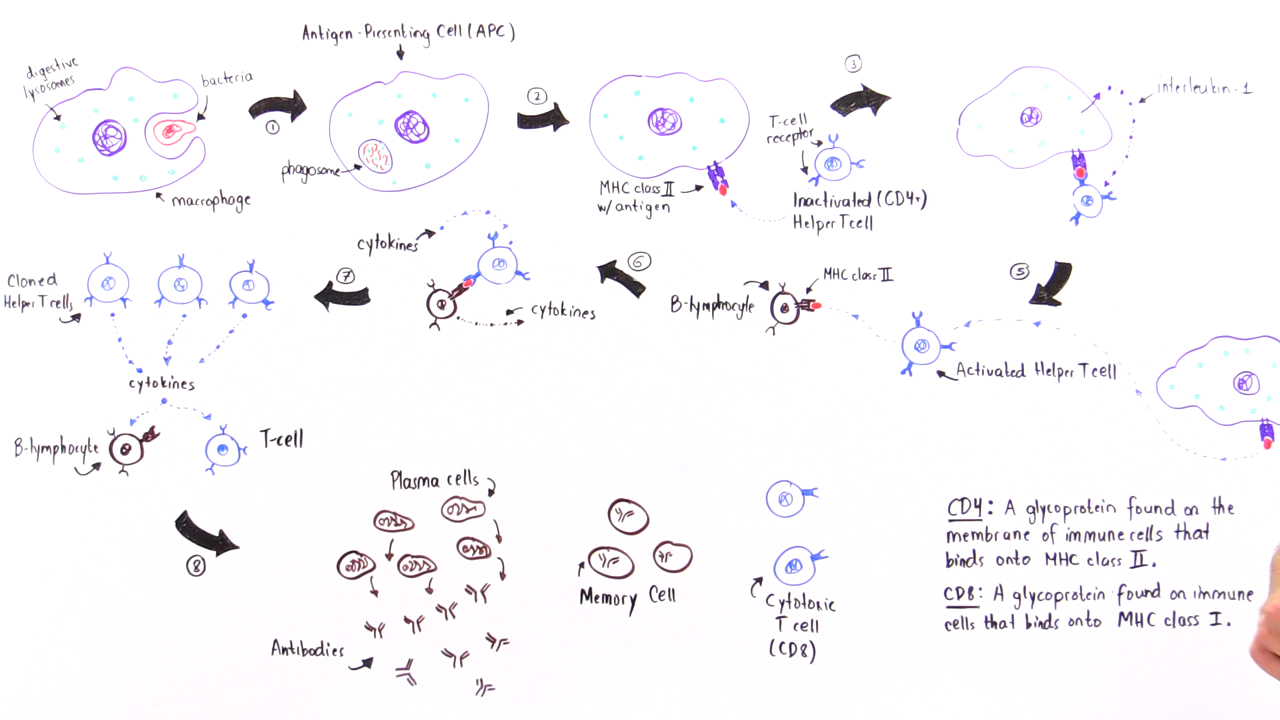 Antigen-Presenting Cell (APC)
digestive
lysosomes
bacteria
macrophage
1
phagosome
2
MHC class II
w/ antigen
T-cell
receptor
Inactivated (CD4+)
Helper T cell
3
interleukin-1
5
Activated Helper T cell
B-lymphocyte
MHC class II
6
cytokines
cytokines
7
Cloned
Helper T cells
cytokines
B-lymphocyte
T-cell
8
Plasma cells
Antibodies
Memory Cell
Cytotoxic
T cell
(CD8)
CD4: A glycoprotein found on the
membrane of immune cells that
binds onto MHC class II.
CD8: A glycoprotein found on immune
cells that binds onto MHC class I.